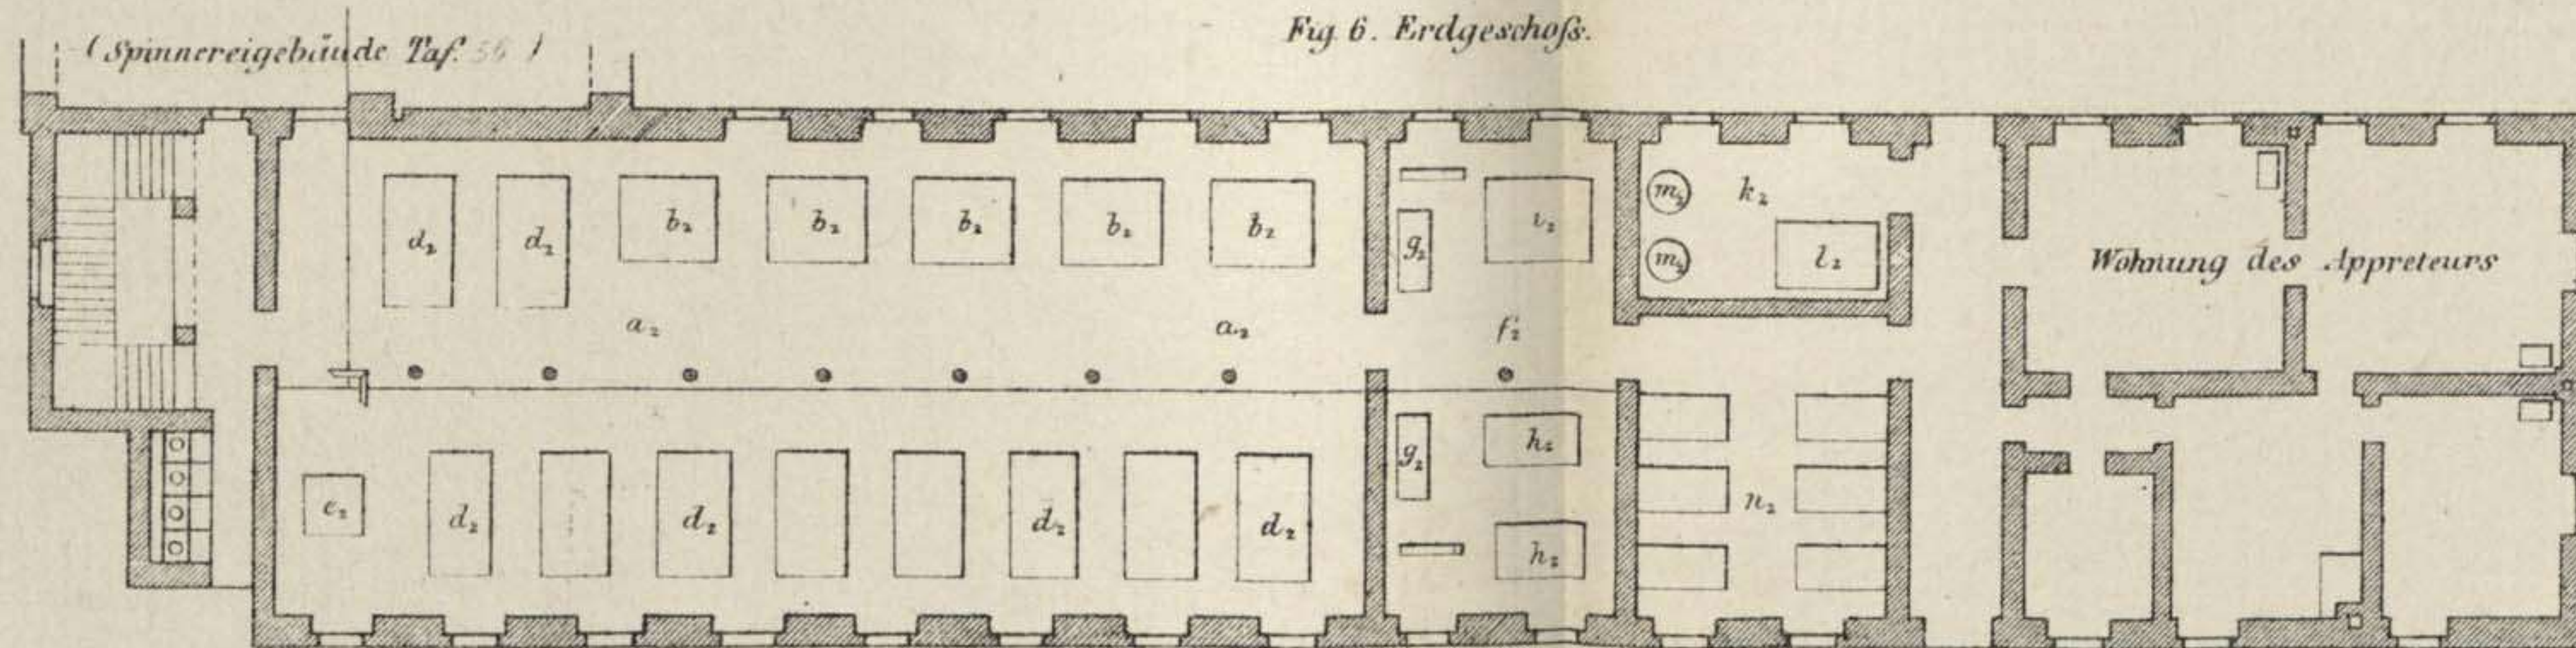 Fig. 6. Erdgeschoſs.
(Spinnereigebäude Taf. 36)
d₂ d₂ b₂ b₂ b₂ b₂ b₂ g₂ i₂ m₂ k₂
m₂ l₂ Wohnung des Appreteurs
a₂ a₂ f₂
g₂ h₂
e₂ d₂ d₂ d₂ d₂ n₂
h₂